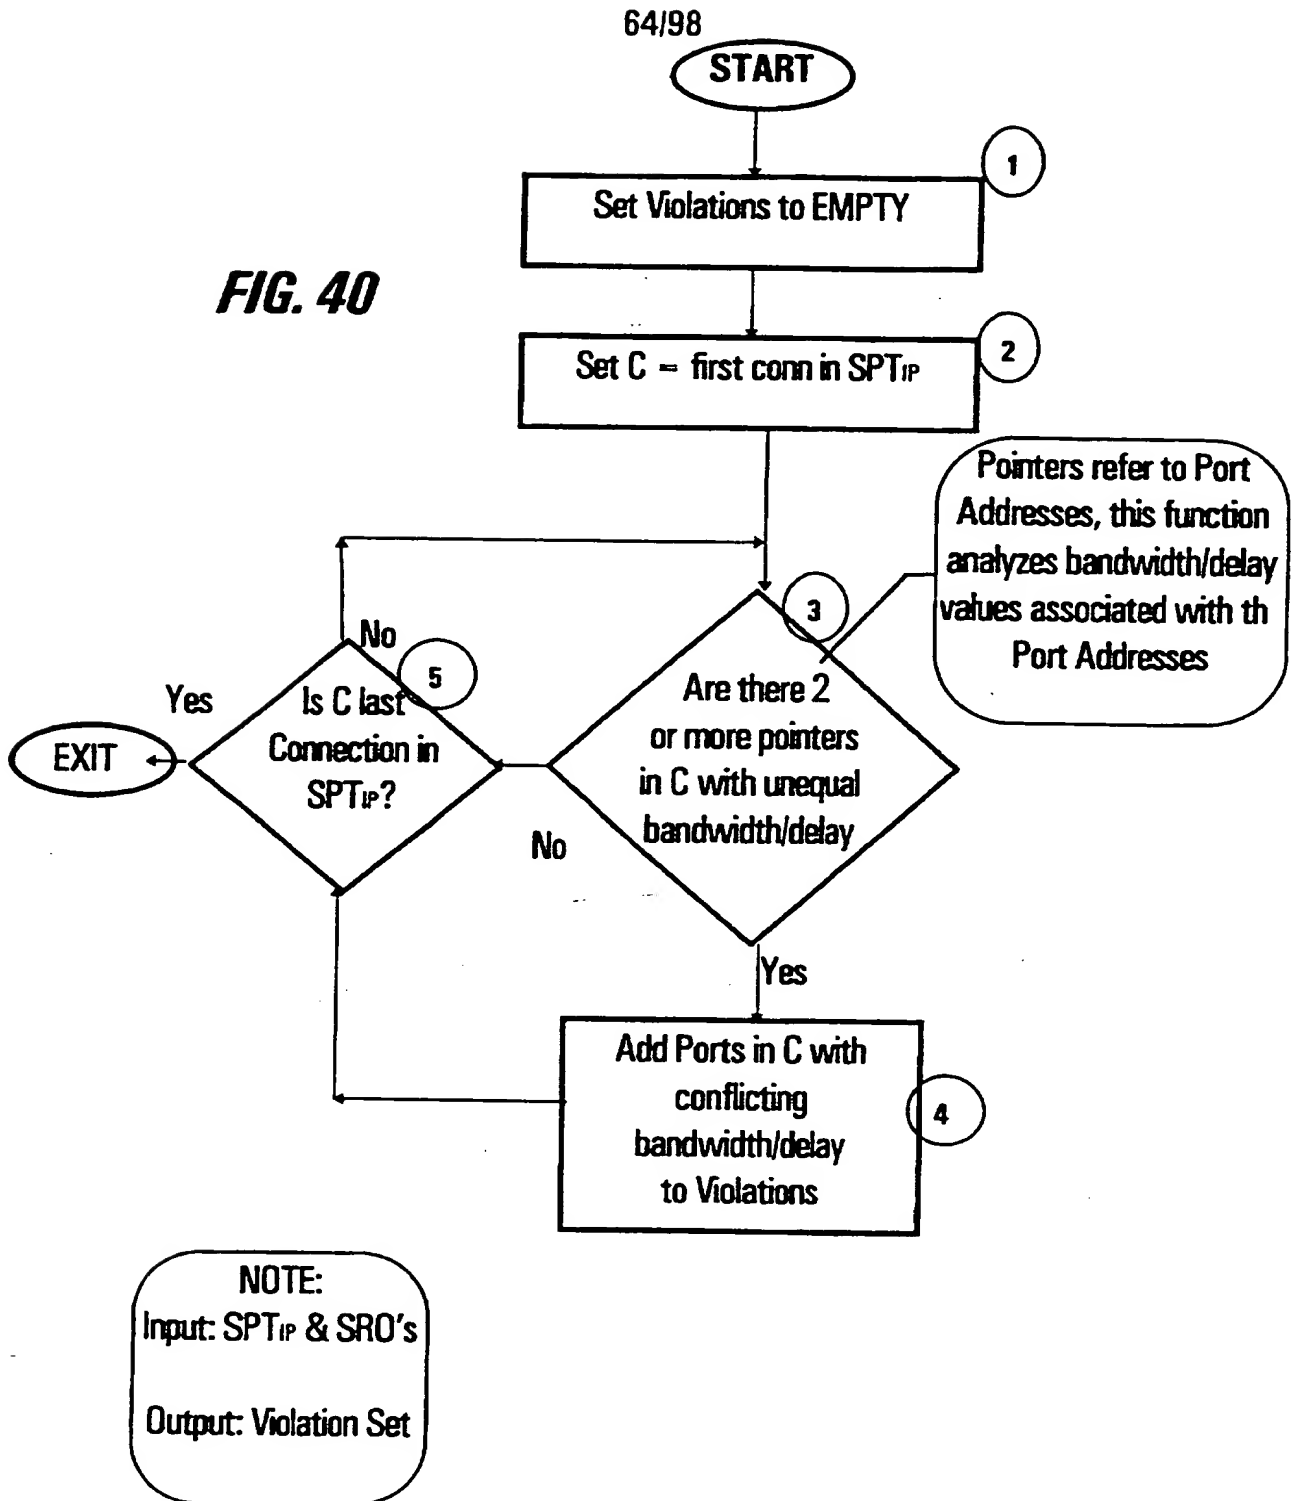 64/98
START
1
Set Violations to EMPTY
FIG. 40
2
Set C = first conn in SPTIP
Pointers refer to Port
Addresses, this function
analyzes bandwidth/delay
values associated with th
Port Addresses
3
No
5
Yes
Is C last
Connection in
SPTIP?
EXIT
Are there 2
or more pointers
in C with unequal
bandwidth/delay
No
Yes
Add Ports in C with
conflicting
bandwidth/delay
to Violations
4
NOTE:
Input: SPTIP & SRO's
Output: Violation Set